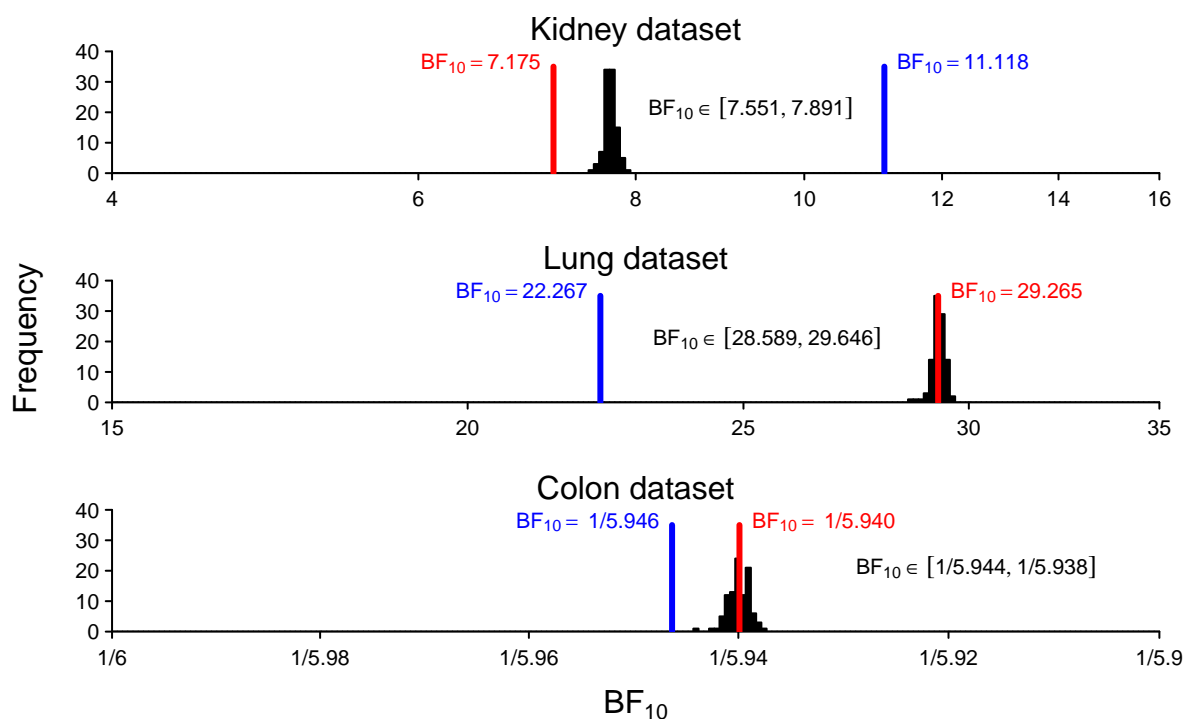 Kidney dataset
40
30
20
10
0
BF₁₀ = 7.175
BF₁₀ = 11.118
BF₁₀ ∈ [7.551, 7.891]
4 6 8 10 12 14 16
Lung dataset
40
30
20
10
0
BF₁₀ = 22.267
BF₁₀ = 29.265
BF₁₀ ∈ [28.589, 29.646]
15 20 25 30 35
Frequency
Colon dataset
40
30
20
10
0
BF₁₀ = 1/5.946
BF₁₀ = 1/5.940
BF₁₀ ∈ [1/5.944, 1/5.938]
1/6 1/5.98 1/5.96 1/5.94 1/5.92 1/5.9
BF₁₀